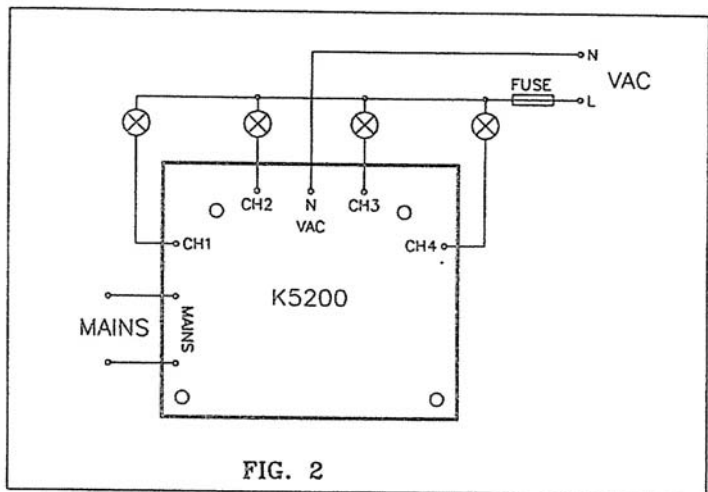 N
VAC
FUSE
L
CH2
N
CH3
VAC
CH1
CH4
K5200
MAINS
MAINS
FIG. 2